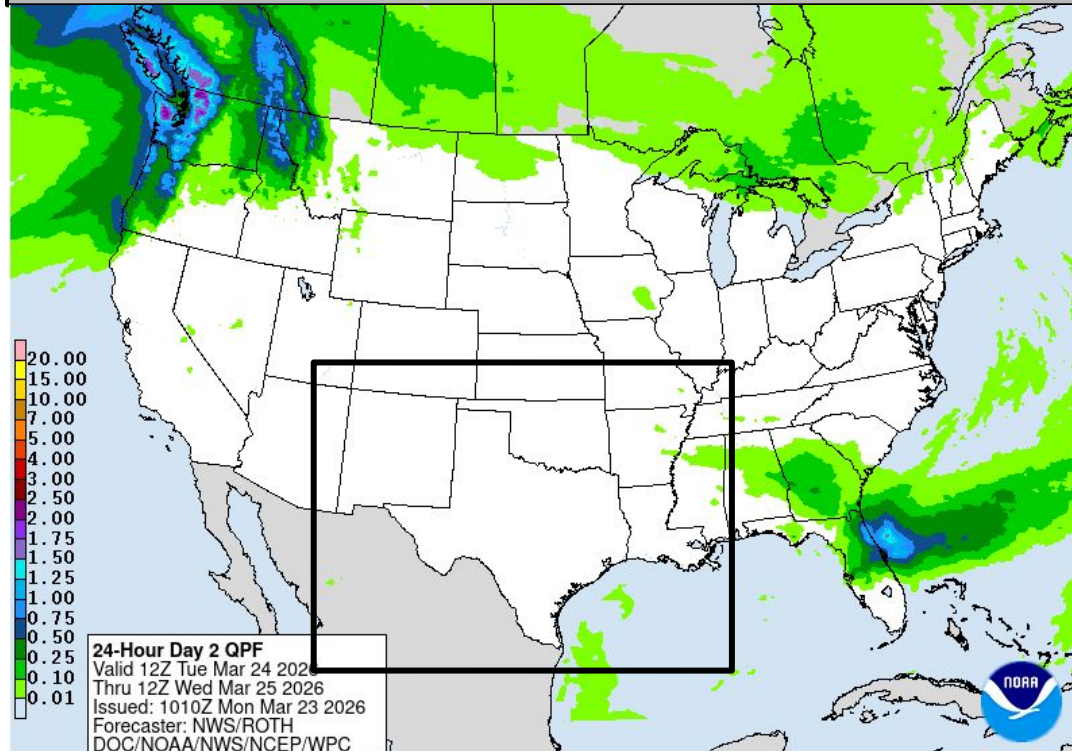 20.00
15.00
10.00
7.00
5.00
4.00
3.00
2.50
2.00
1.75
1.50
1.25
1.00
0.75
0.50
0.25
0.10
0.01
24-Hour Day 2 QPF
Valid 12Z Tue Mar 24 2026
Thru 12Z Wed Mar 25 2026
Issued: 1010Z Mon Mar 23 2026
Forecaster: NWS/ROTH
DOC/NOAA/NWS/NCEP/WPC
NOAA